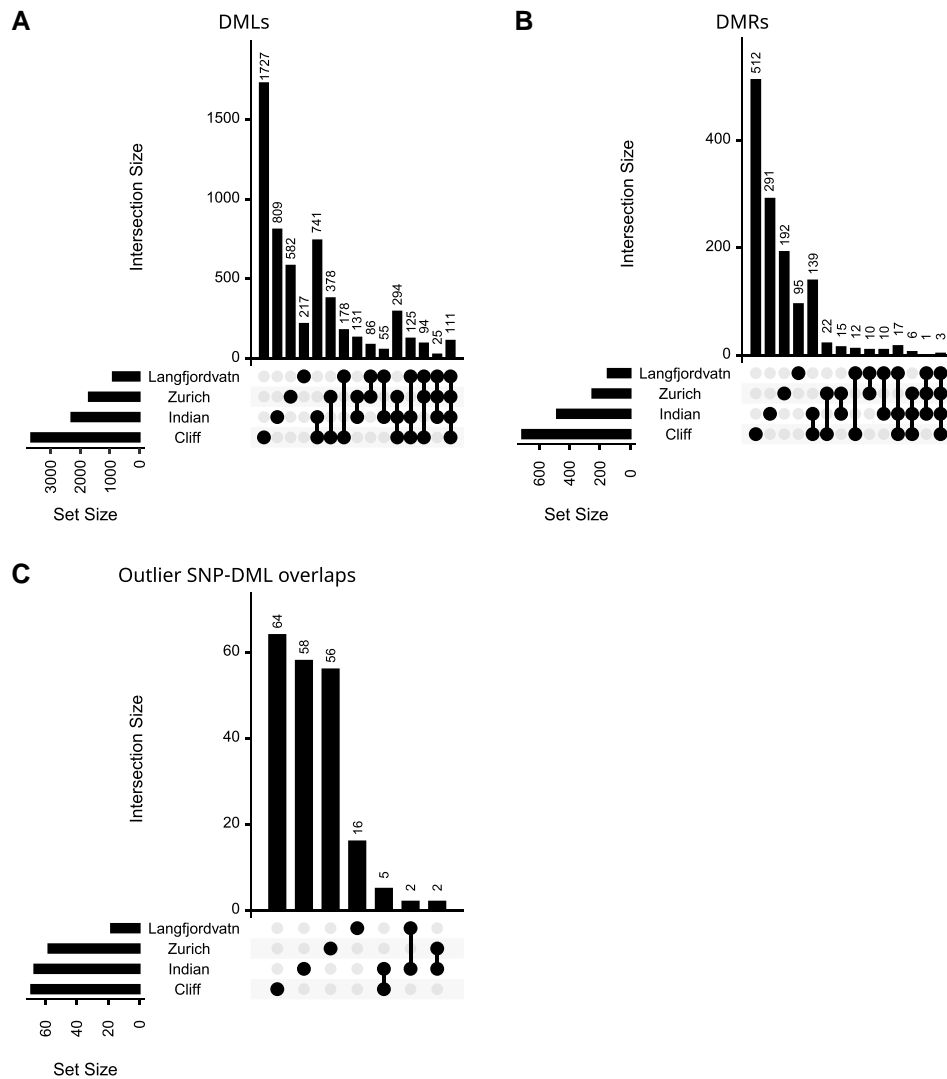 A
DMLs
Intersection Size
1500
1000
500
0
1727
809
582
217
741
378
178
131
86
55
294
125
94
25
111
Langfjordvatn
Zurich
Indian
Cliff
3000
2000
1000
0
Set Size
B
DMRs
Intersection Size
400
200
0
512
291
192
95
139
22
15
12
10
10
17
6
1
3
Langfjordvatn
Zurich
Indian
Cliff
600
400
200
0
Set Size
C
Outlier SNP-DML overlaps
Intersection Size
60
40
20
0
64
58
56
16
5
2
2
Langfjordvatn
Zurich
Indian
Cliff
60
40
20
0
Set Size